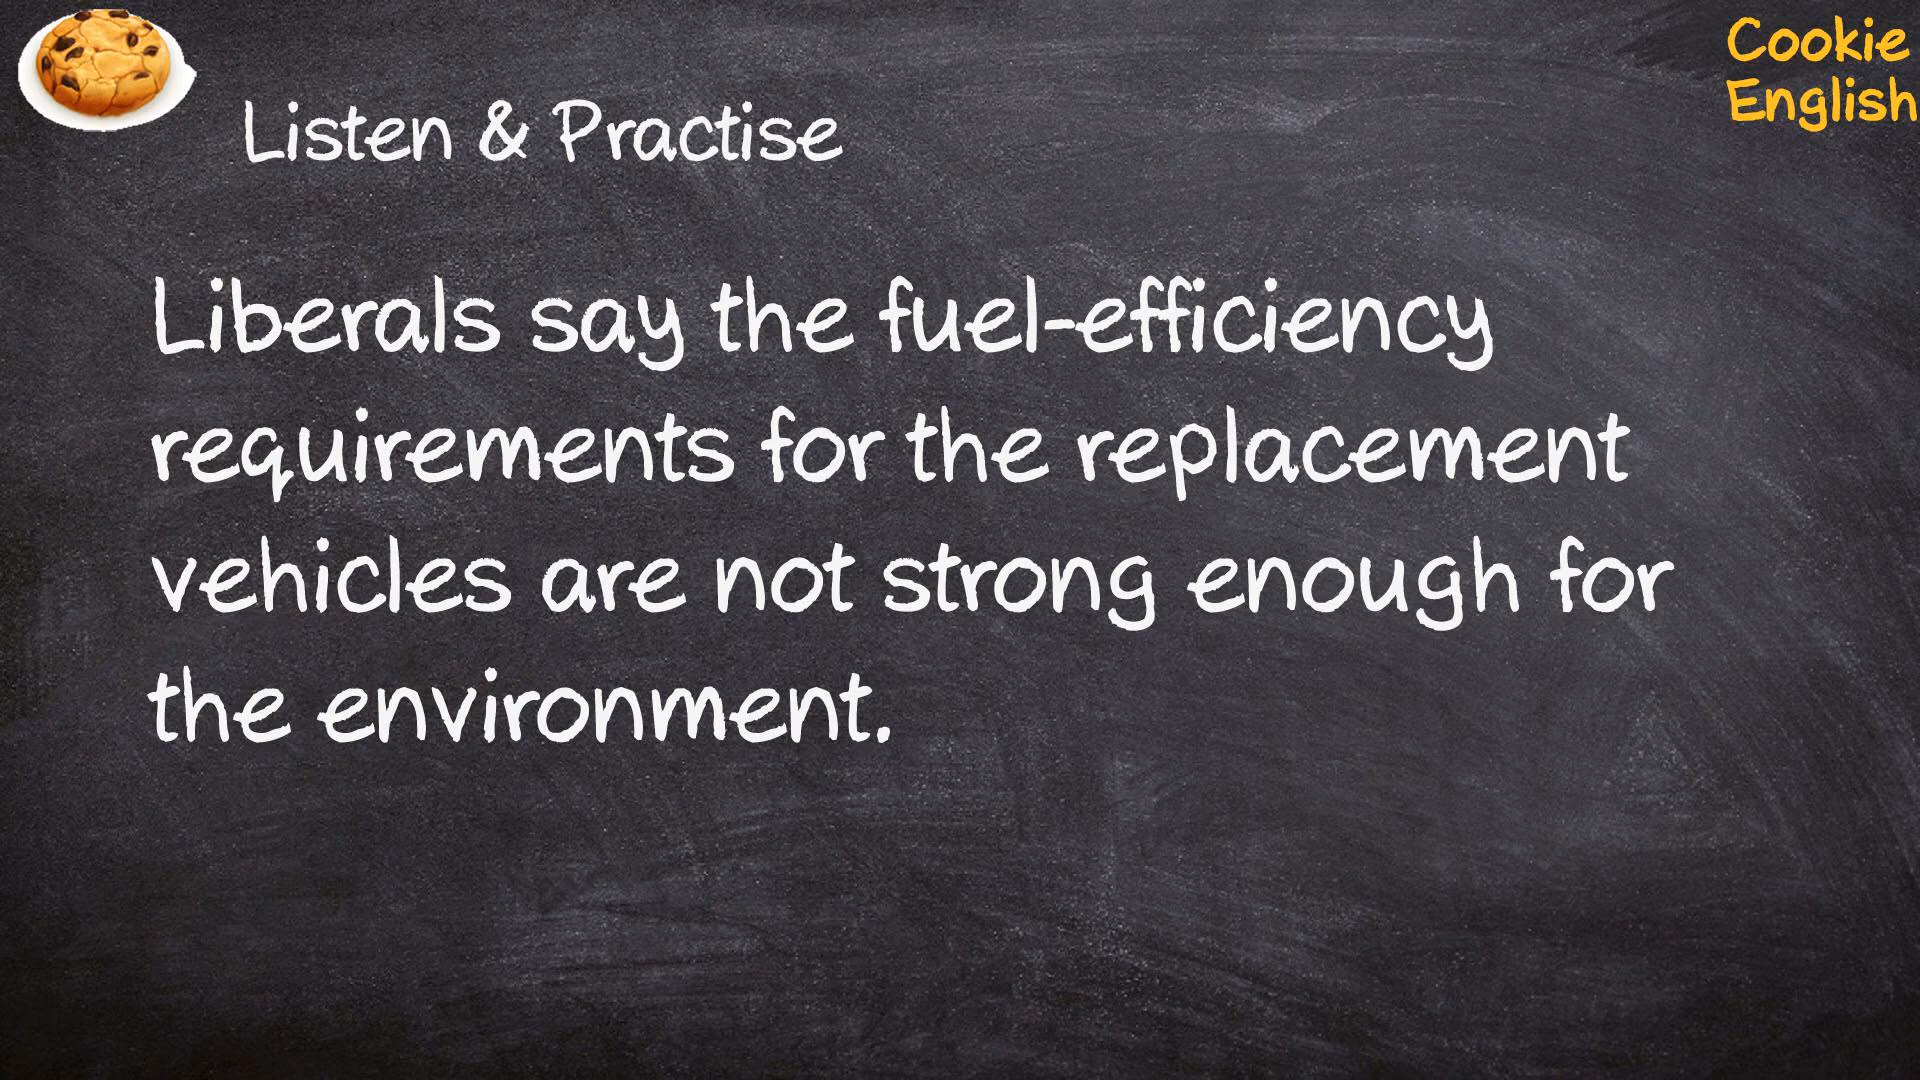 Cookie
English
Listen & Practise
Liberals say the fuel-efficiency
requirements for the replacement
vehicles are not strong enough for
the environment.